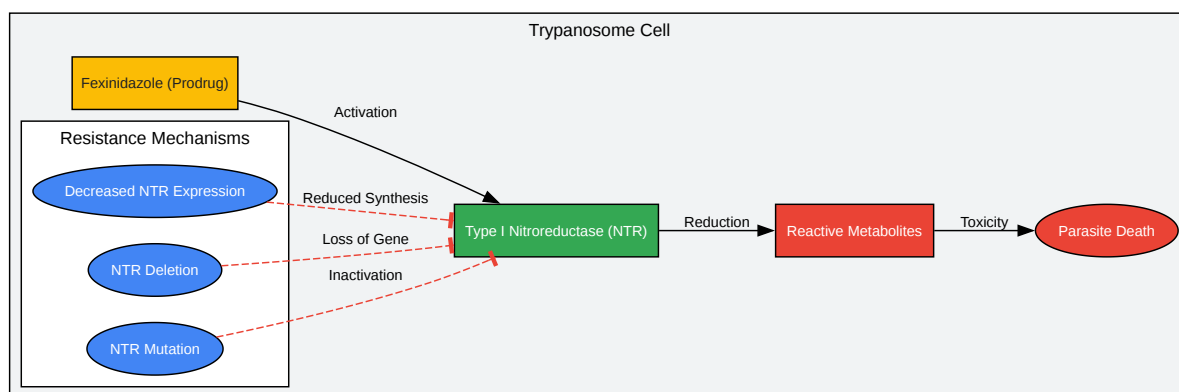 Trypanosome Cell
Fexinidazole (Prodrug)
Activation
Resistance Mechanisms
Decreased NTR Expression
Reduced Synthesis
Type I Nitroreductase (NTR)
Reduction
Reactive Metabolites
Toxicity
Parasite Death
Loss of Gene
NTR Deletion
Inactivation
NTR Mutation